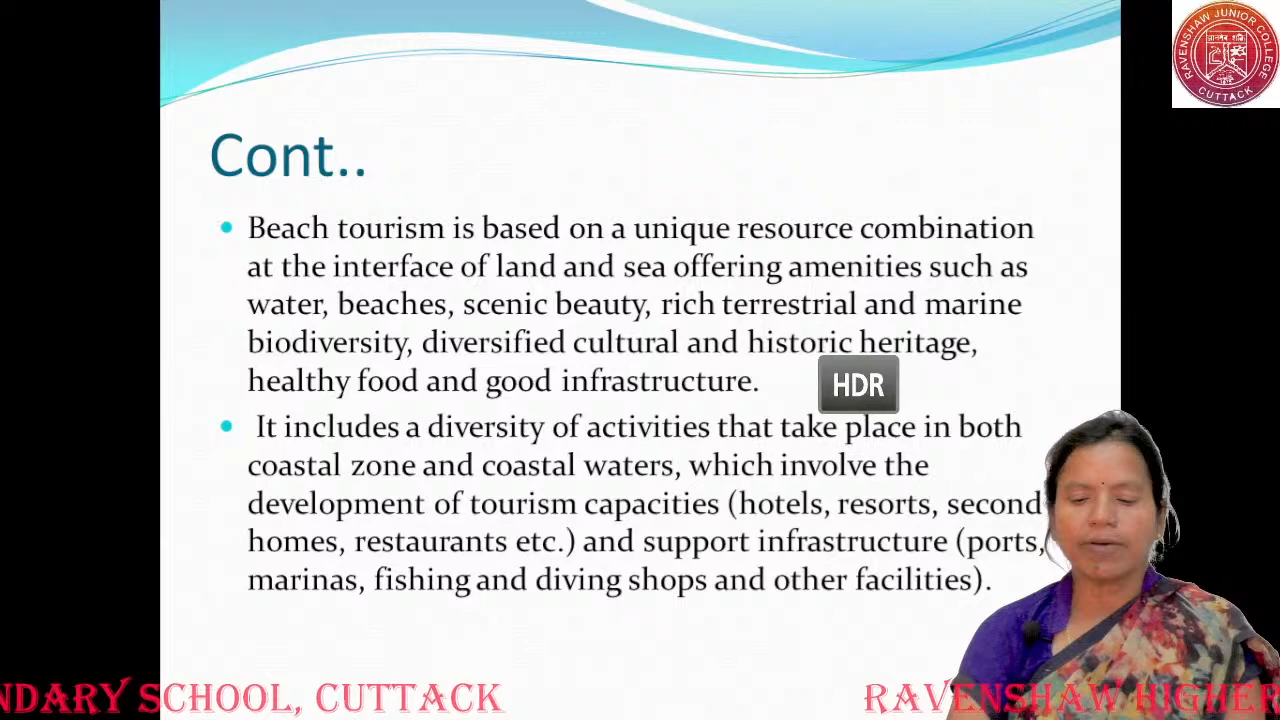 RAVENSHAW JUNIOR COLLEGE
CUTTACK
Cont..
Beach tourism is based on a unique resource combination
at the interface of land and sea offering amenities such as
water, beaches, scenic beauty, rich terrestrial and marine
biodiversity, diversified cultural and historic heritage,
healthy food and good infrastructure.
HDR
It includes a diversity of activities that take place in both
coastal zone and coastal waters, which involve the
development of tourism capacities (hotels, resorts, second
homes, restaurants etc.) and support infrastructure (ports,
marinas, fishing and diving shops and other facilities).
NDARY SCHOOL, CUTTACK RAVENSHAW HIGHER